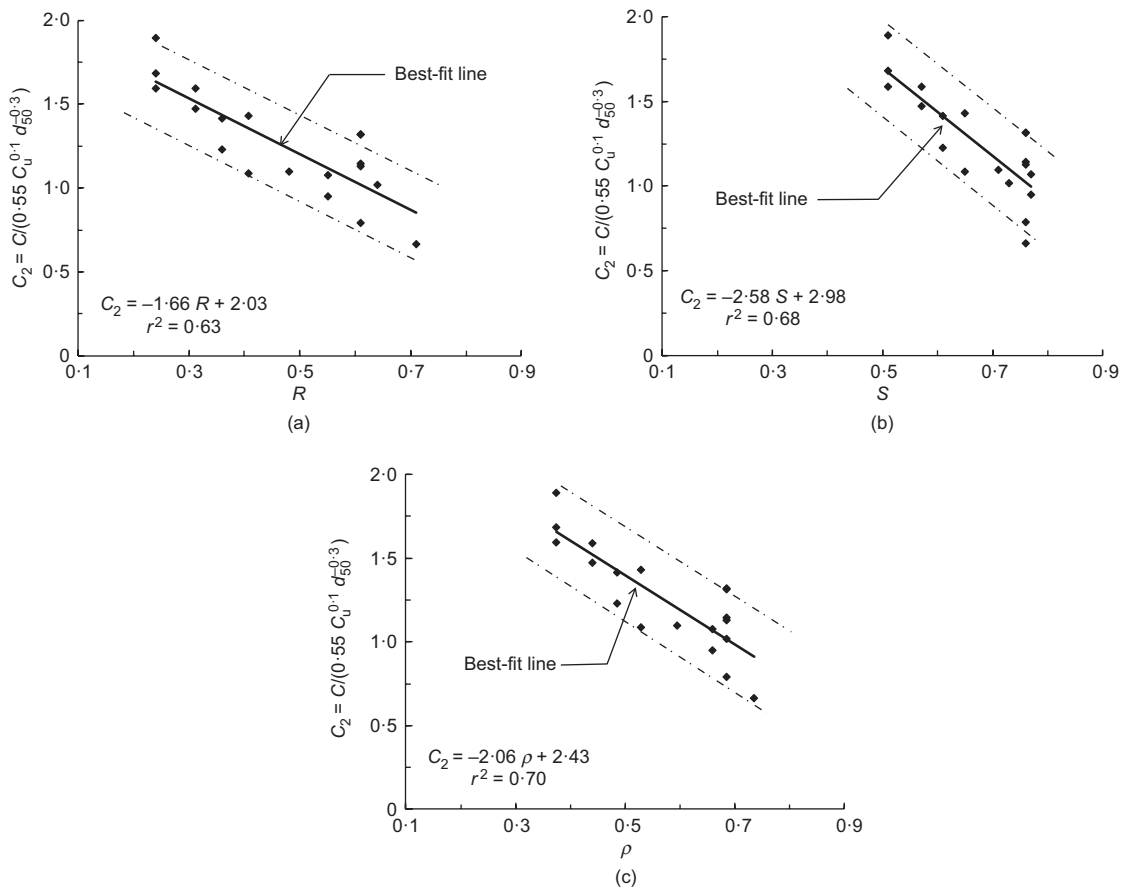 2·0
1·5
1·0
0·5
0
C₂ = C/(0·55 Cᵤ⁰·¹ d₅₀⁻⁰·³)
Best-fit line
C₂ = –1·66 R + 2·03
r² = 0·63
0·1 0·3 0·5 0·7 0·9
R
(a)
2·0
1·5
1·0
1·5
0
C₂ = C/(0·55 Cᵤ⁰·¹ d₅₀⁻⁰·³)
Best-fit line
C₂ = –2·58 S + 2·98
r² = 0·68
0·1 0·3 0·5 0·7 0·9
S
(b)
2·0
1·5
1·0
0·5
0
C₂ = C/(0·55 Cᵤ⁰·¹ d₅₀⁻⁰·³)
Best-fit line
C₂ = –2·06 ρ + 2·43
r² = 0·70
0·1 0·3 0·5 0·7 0·9
ρ
(c)